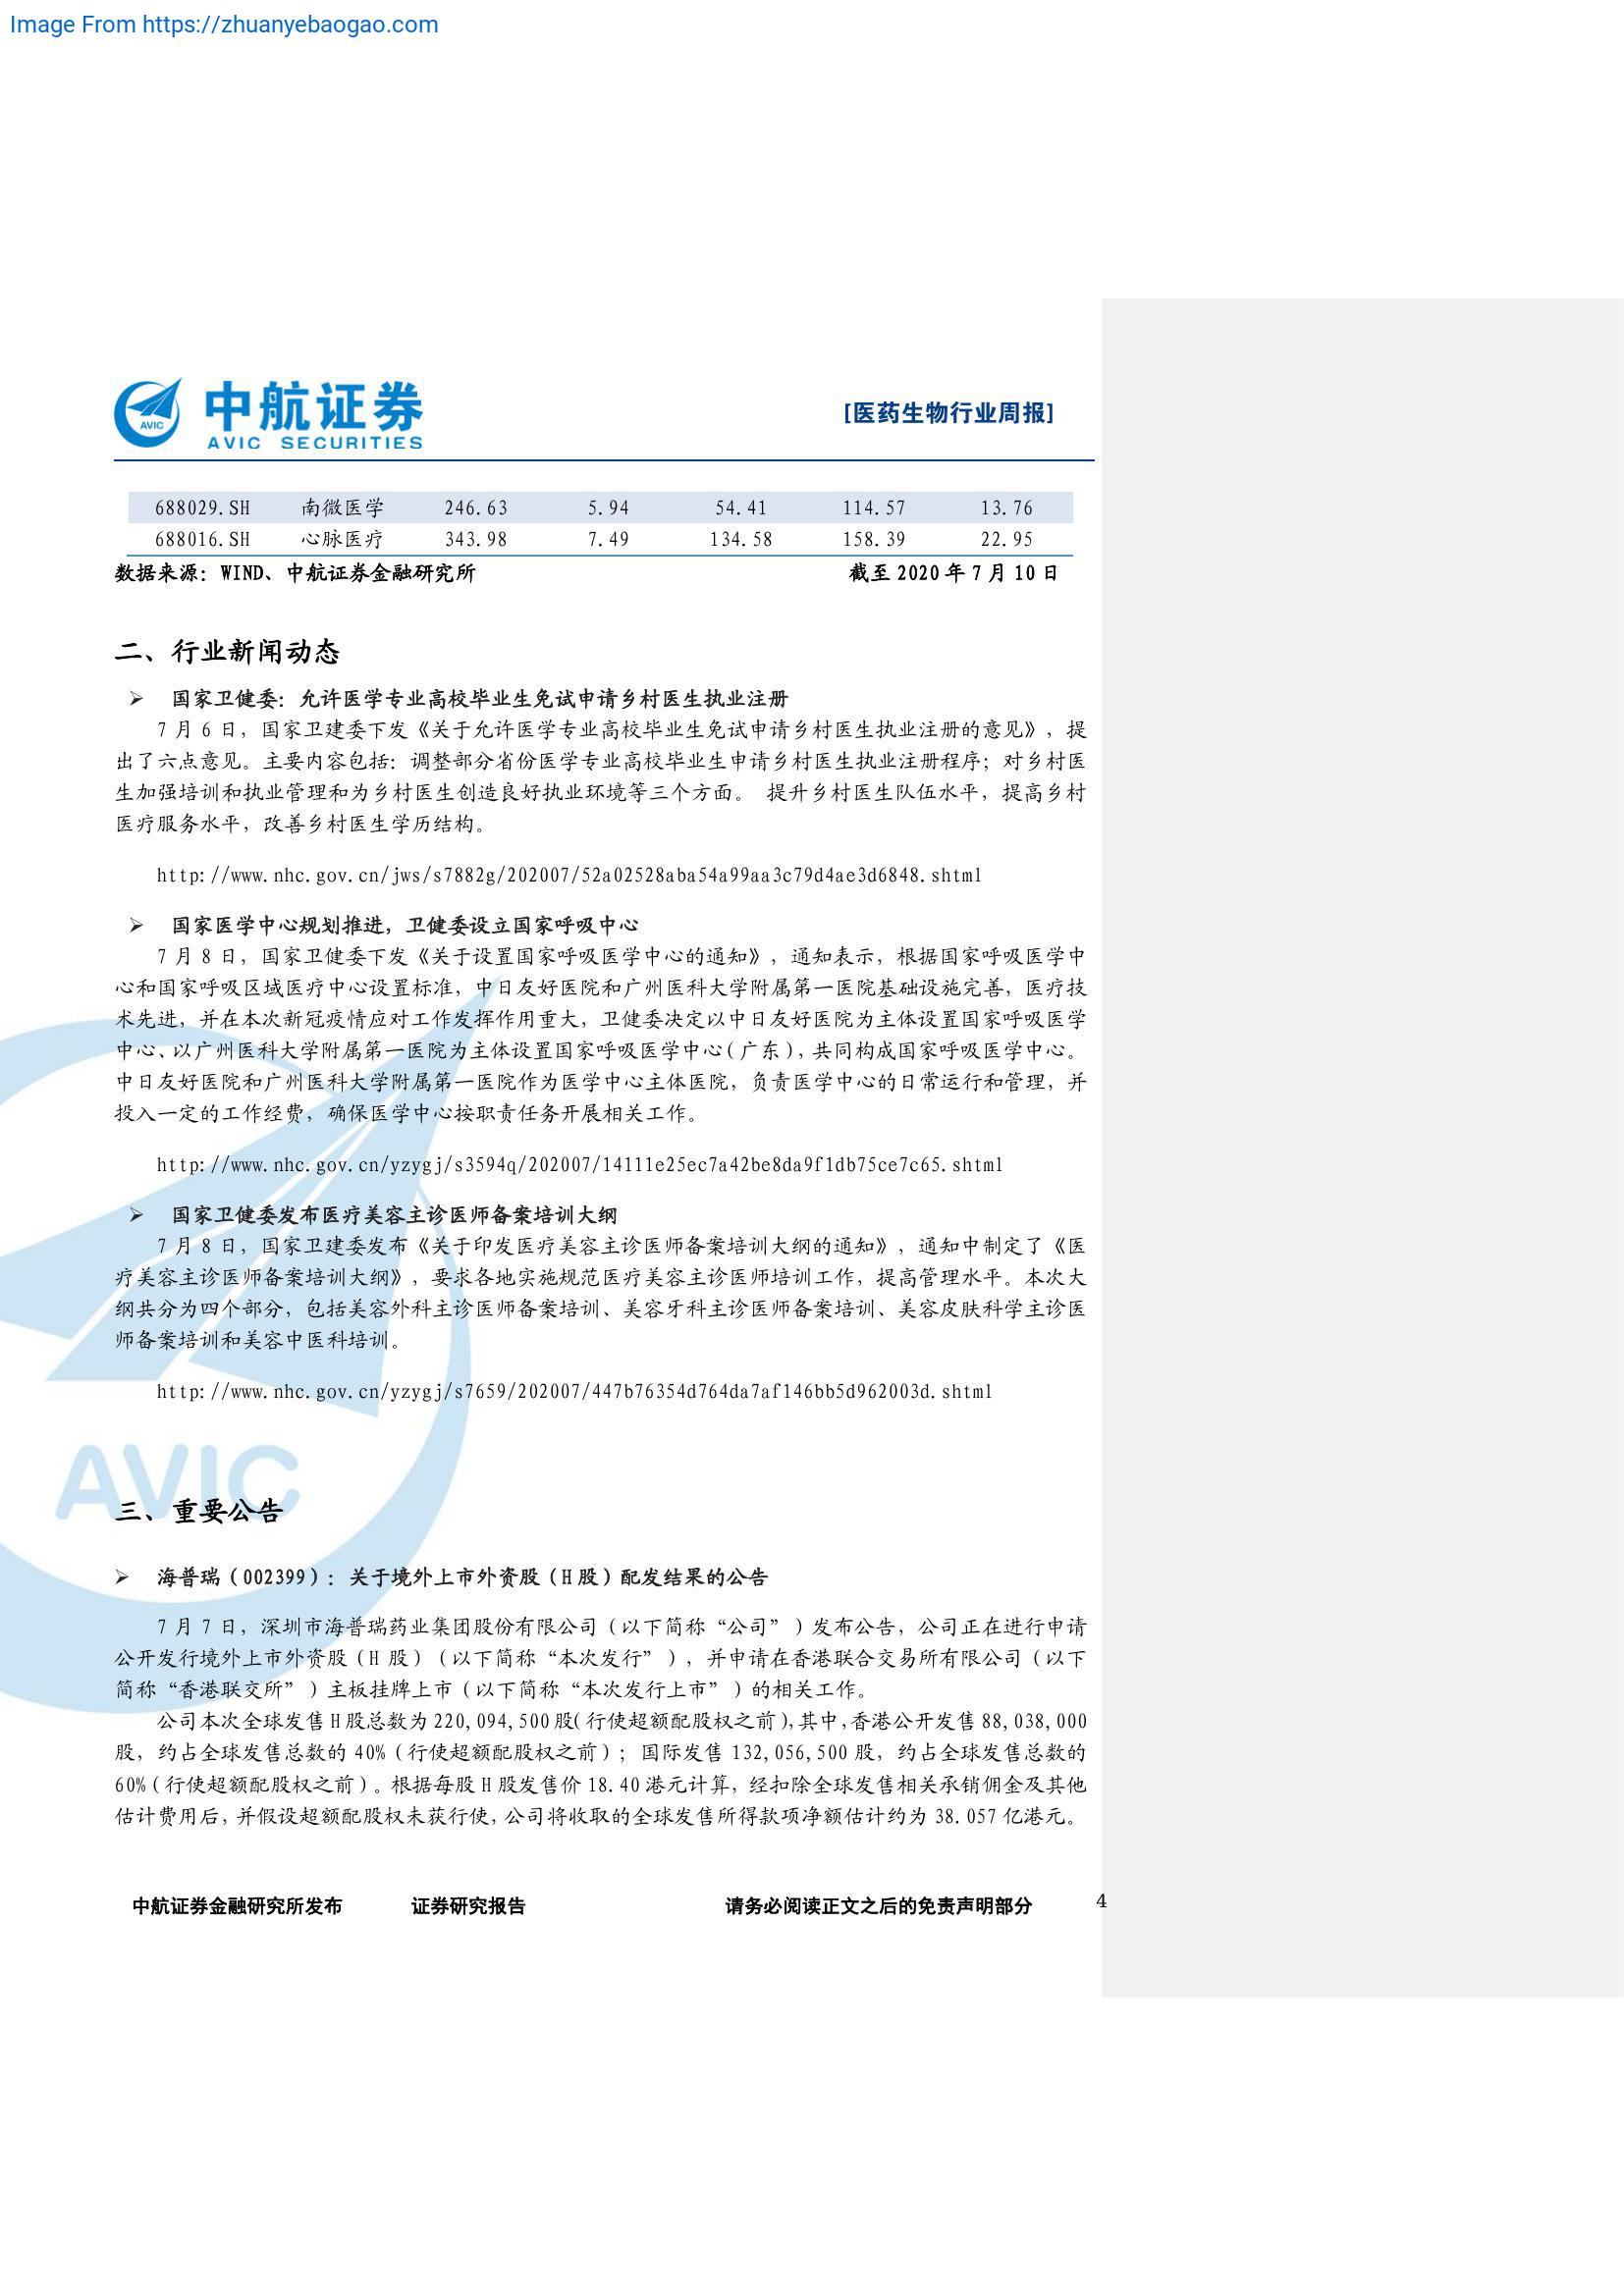 Image From https://zhuanyebaogao.com
AVIC
中航证券
AVIC SECURITIES
[医药生物行业周报]
688029.SH 南微医学 246.63 5.94 54.41 114.57 13.76
688016.SH 心脉医疗 343.98 7.49 134.58 158.39 22.95
数据来源：WIND、中航证券金融研究所 截至 2020 年 7 月 10 日
二、行业新闻动态
➢ 国家卫健委：允许医学专业高校毕业生免试申请乡村医生执业注册
7 月 6 日，国家卫建委下发《关于允许医学专业高校毕业生免试申请乡村医生执业注册的意见》，提
出了六点意见。主要内容包括：调整部分省份医学专业高校毕业生申请乡村医生执业注册程序；对乡村医
生加强培训和执业管理和为乡村医生创造良好执业环境等三个方面。 提升乡村医生队伍水平，提高乡村
医疗服务水平，改善乡村医生学历结构。
http://www.nhc.gov.cn/jws/s7882g/202007/52a02528aba54a99aa3c79d4ae3d6848.shtml
➢ 国家医学中心规划推进，卫健委设立国家呼吸中心
7 月 8 日，国家卫健委下发《关于设置国家呼吸医学中心的通知》，通知表示，根据国家呼吸医学中
心和国家呼吸区域医疗中心设置标准，中日友好医院和广州医科大学附属第一医院基础设施完善，医疗技
术先进，并在本次新冠疫情应对工作发挥作用重大，卫健委决定以中日友好医院为主体设置国家呼吸医学
中心、以广州医科大学附属第一医院为主体设置国家呼吸医学中心（广东），共同构成国家呼吸医学中心。
中日友好医院和广州医科大学附属第一医院作为医学中心主体医院，负责医学中心的日常运行和管理，并
投入一定的工作经费，确保医学中心按职责任务开展相关工作。
http://www.nhc.gov.cn/yzygj/s3594q/202007/14111e25ec7a42be8da9f1db75ce7c65.shtml
➢ 国家卫健委发布医疗美容主诊医师备案培训大纲
7 月 8 日，国家卫建委发布《关于印发医疗美容主诊医师备案培训大纲的通知》，通知中制定了《医
疗美容主诊医师备案培训大纲》，要求各地实施规范医疗美容主诊医师培训工作，提高管理水平。本次大
纲共分为四个部分，包括美容外科主诊医师备案培训、美容牙科主诊医师备案培训、美容皮肤科学主诊医
师备案培训和美容中医科培训。
http://www.nhc.gov.cn/yzygj/s7659/202007/447b76354d764da7af146bb5d962003d.shtml
AVIC
三、重要公告
➢ 海普瑞（002399）：关于境外上市外资股（H 股）配发结果的公告
7 月 7 日，深圳市海普瑞药业集团股份有限公司（以下简称“公司”）发布公告，公司正在进行申请
公开发行境外上市外资股（H 股）（以下简称“本次发行”），并申请在香港联合交易所有限公司（以下
简称“香港联交所”）主板挂牌上市（以下简称“本次发行上市”）的相关工作。
公司本次全球发售 H 股总数为 220,094,500 股（行使超额配股权之前），其中，香港公开发售 88,038,000
股，约占全球发售总数的 40%（行使超额配股权之前）；国际发售 132,056,500 股，约占全球发售总数的
60%（行使超额配股权之前）。根据每股 H 股发售价 18.40 港元计算，经扣除全球发售相关承销佣金及其他
估计费用后，并假设超额配股权未获行使，公司将收取的全球发售所得款项净额估计约为 38.057 亿港元。
中航证券金融研究所发布 证券研究报告 请务必阅读正文之后的免责声明部分 4